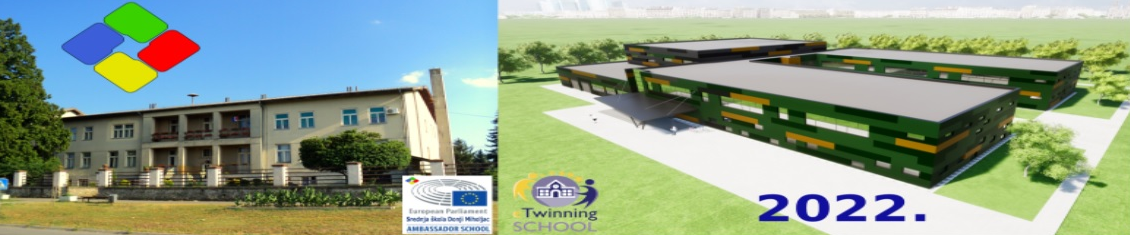 European Parliament
Srednja škola Donji Miholjac
AMBASSADOR SCHOOL
eTwinning
SCHOOL
2022.